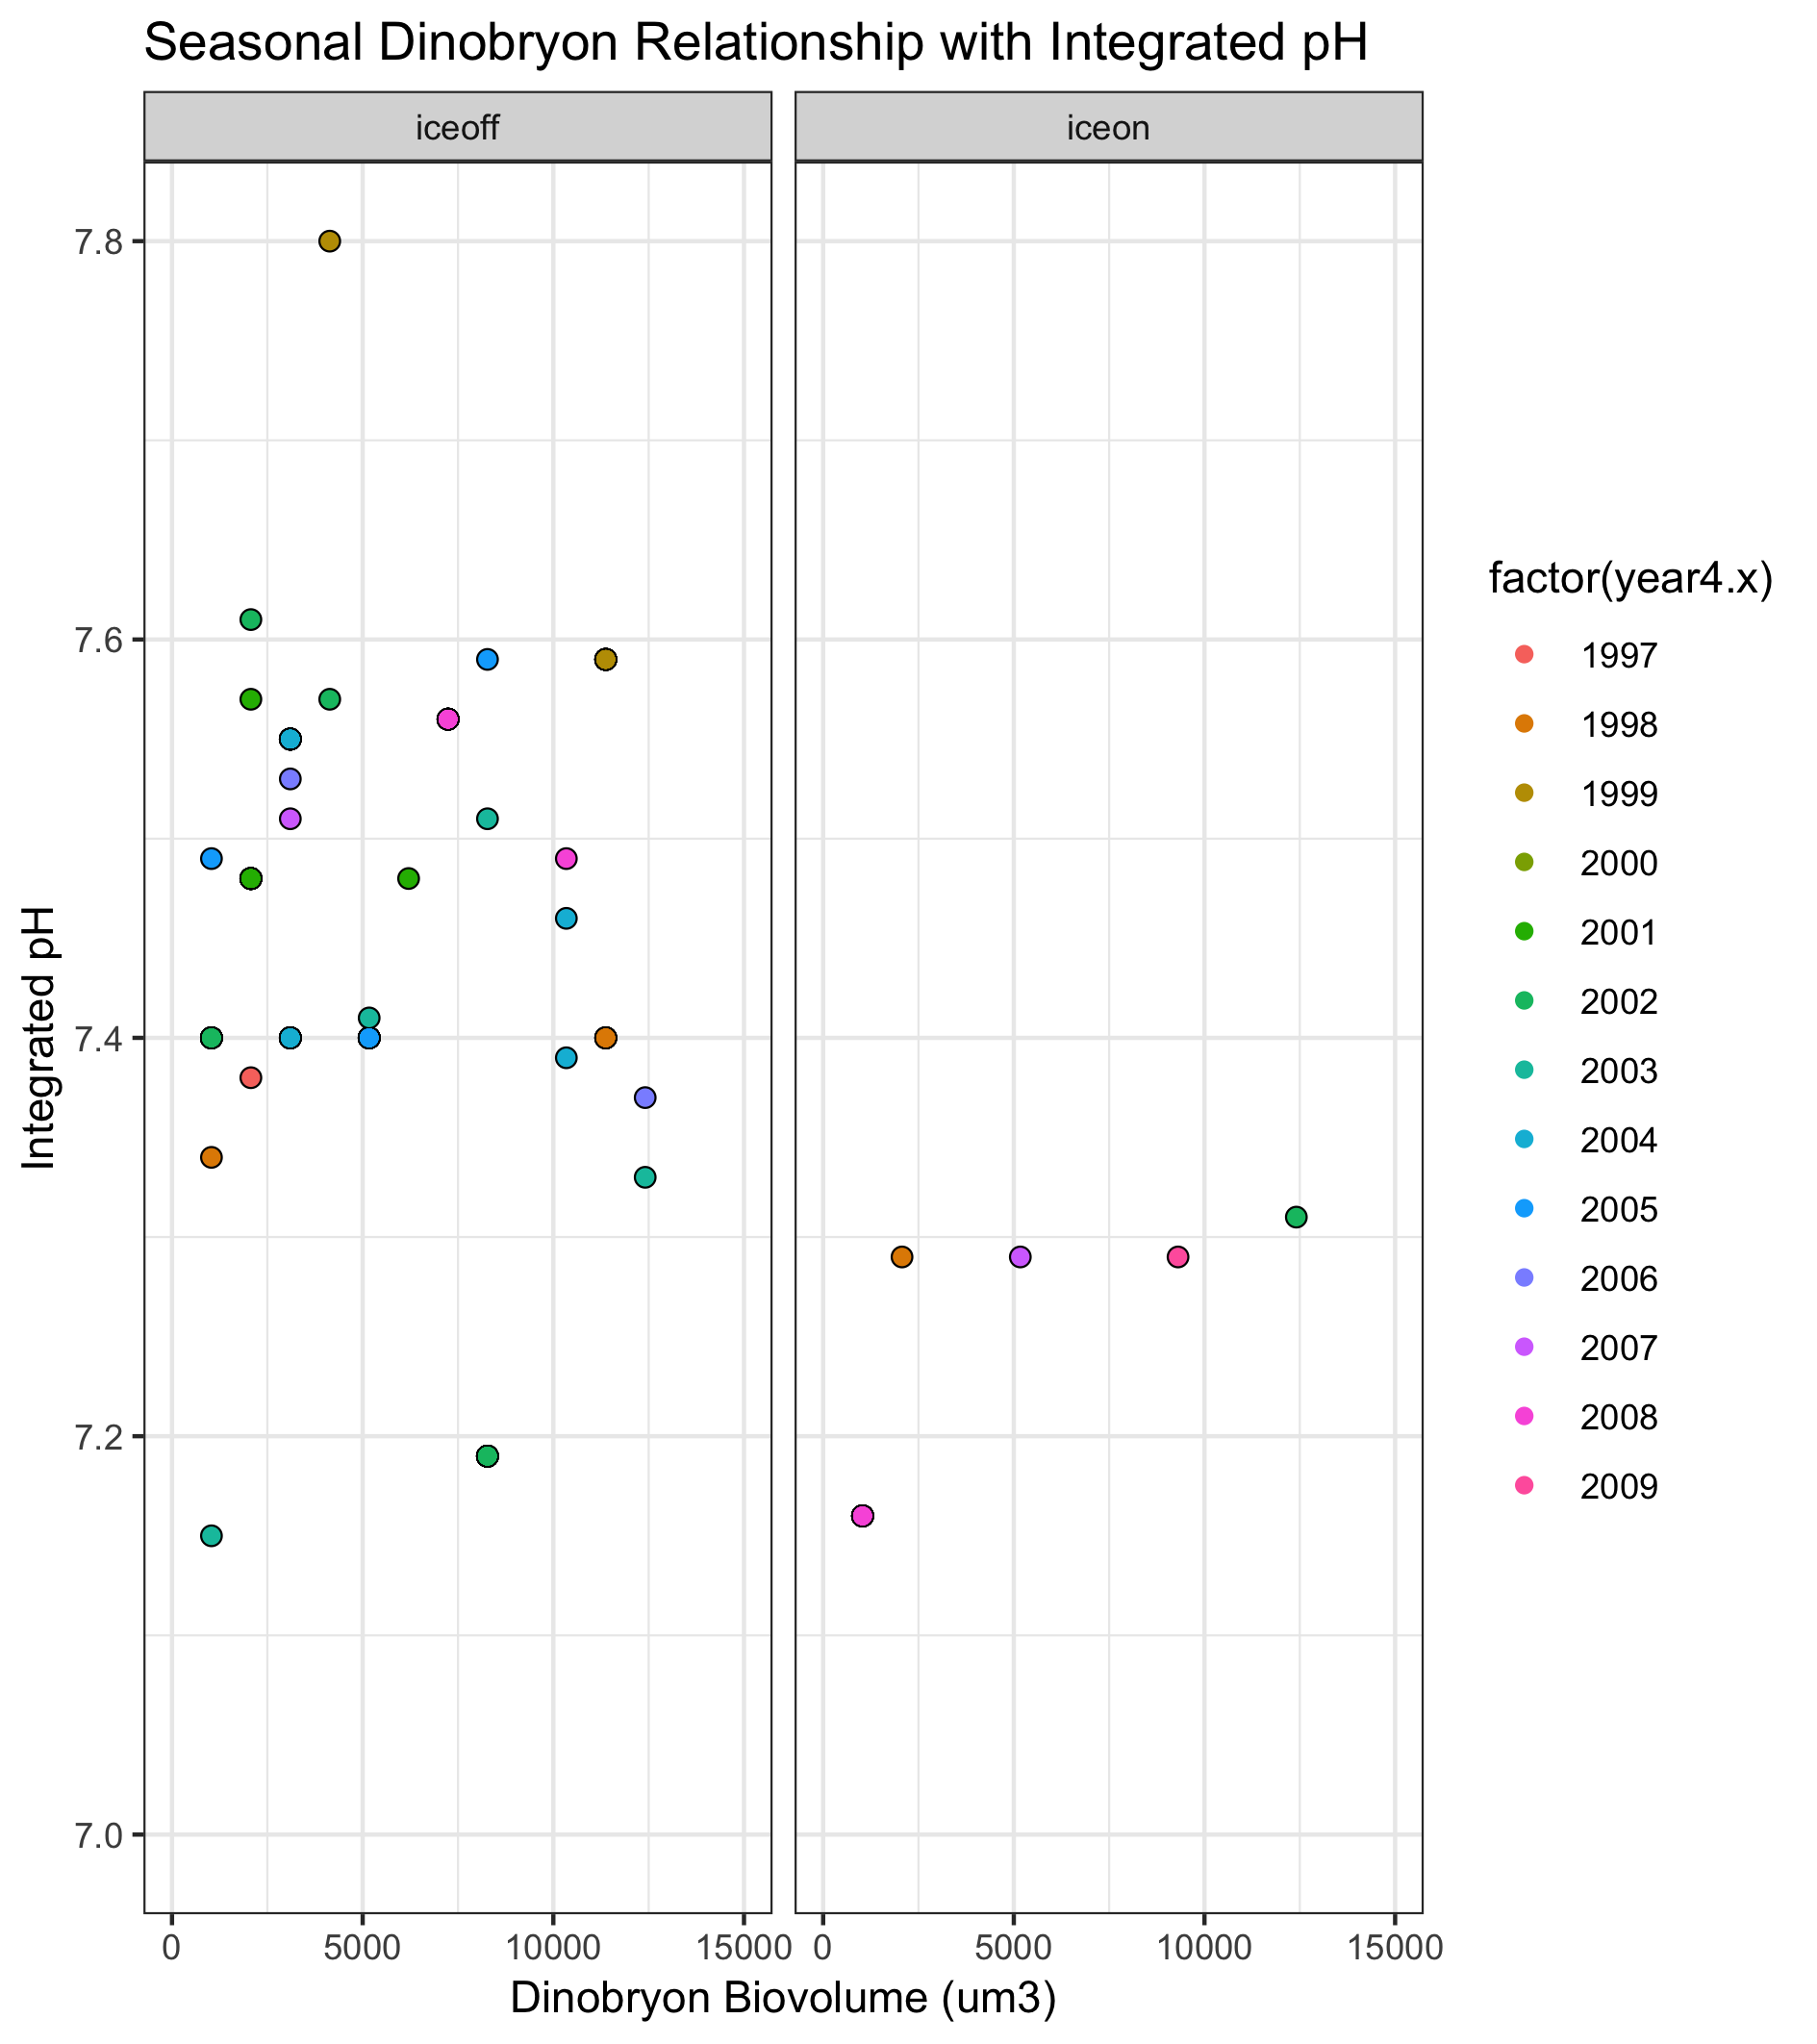 Seasonal Dinobryon Relationship with Integrated pH
iceoff
iceon
7.8
7.6
7.4
7.2
7.0
Integrated pH
0 5000 10000 15000
0 5000 10000 15000
Dinobryon Biovolume (um3)
factor(year4.x)
1997
1998
1999
2000
2001
2002
2003
2004
2005
2006
2007
2008
2009